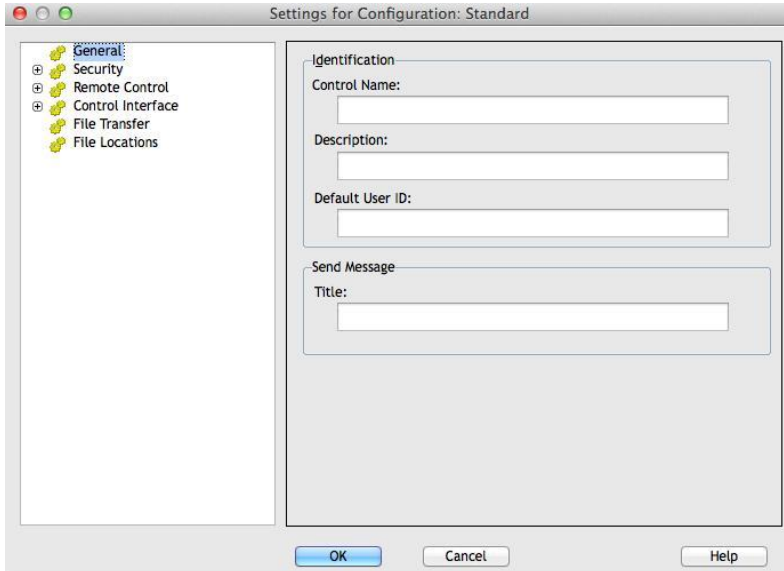 Settings for Configuration: Standard
General
Security
Remote Control
Control Interface
File Transfer
File Locations
Identification
Control Name:
Description:
Default User ID:
Send Message
Title:
OK
Cancel
Help